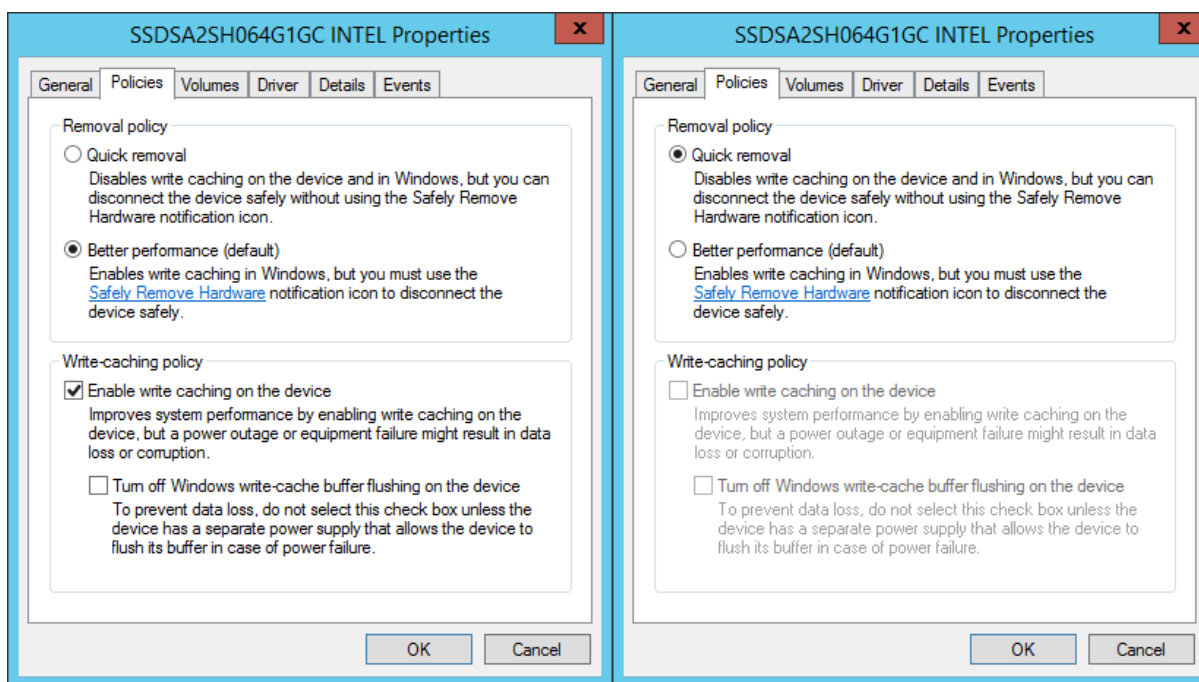 SSDSA2SH064G1GC INTEL Properties
x
General Policies Volumes Driver Details Events
Removal policy
Quick removal
Disables write caching on the device and in Windows, but you can
disconnect the device safely without using the Safely Remove
Hardware notification icon.
Better performance (default)
Enables write caching in Windows, but you must use the
Safely Remove Hardware notification icon to disconnect the
device safely.
Write-caching policy
Enable write caching on the device
Improves system performance by enabling write caching on the
device, but a power outage or equipment failure might result in data
loss or corruption.
Turn off Windows write-cache buffer flushing on the device
To prevent data loss, do not select this check box unless the
device has a separate power supply that allows the device to
flush its buffer in case of power failure.
OK Cancel
SSDSA2SH064G1GC INTEL Properties
x
General Policies Volumes Driver Details Events
Removal policy
Quick removal
Disables write caching on the device and in Windows, but you can
disconnect the device safely without using the Safely Remove
Hardware notification icon.
Better performance (default)
Enables write caching in Windows, but you must use the
Safely Remove Hardware notification icon to disconnect the
device safely.
Write-caching policy
Enable write caching on the device
Improves system performance by enabling write caching on the
device, but a power outage or equipment failure might result in data
loss or corruption.
Turn off Windows write-cache buffer flushing on the device
To prevent data loss, do not select this check box unless the
device has a separate power supply that allows the device to
flush its buffer in case of power failure.
OK Cancel